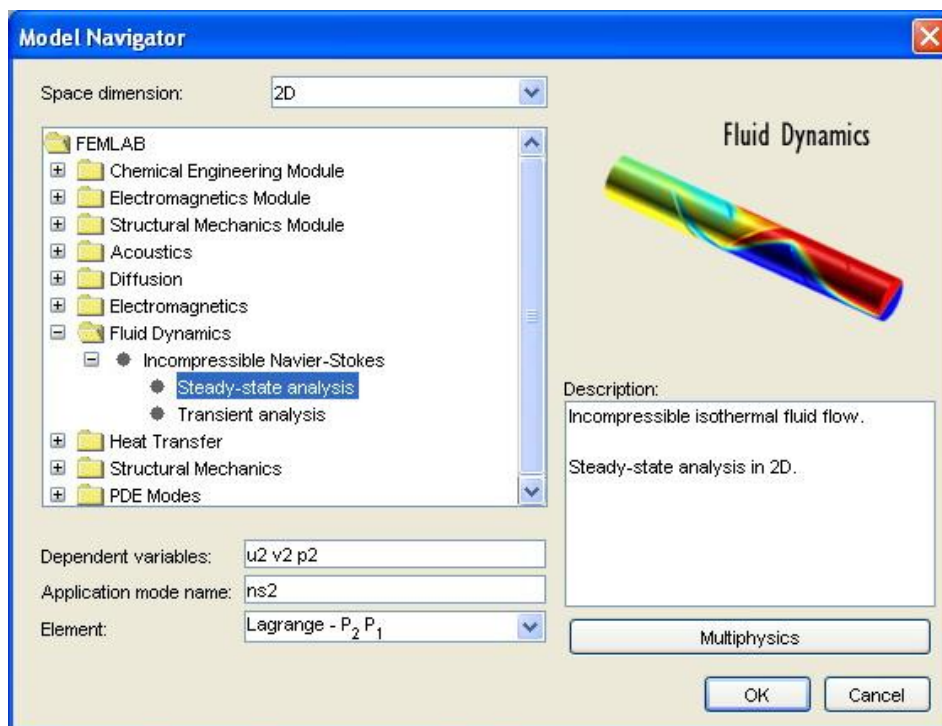 Model Navigator
Space dimension: 2D
FEMLAB
Chemical Engineering Module
Electromagnetics Module
Structural Mechanics Module
Acoustics
Diffusion
Electromagnetics
Fluid Dynamics
Incompressible Navier-Stokes
Steady-state analysis
Transient analysis
Heat Transfer
Structural Mechanics
PDE Modes
Fluid Dynamics
Description:
Incompressible isothermal fluid flow.
Steady-state analysis in 2D.
Dependent variables: u2 v2 p2
Application mode name: ns2
Element: Lagrange - P₂ P₁
Multiphysics
OK Cancel